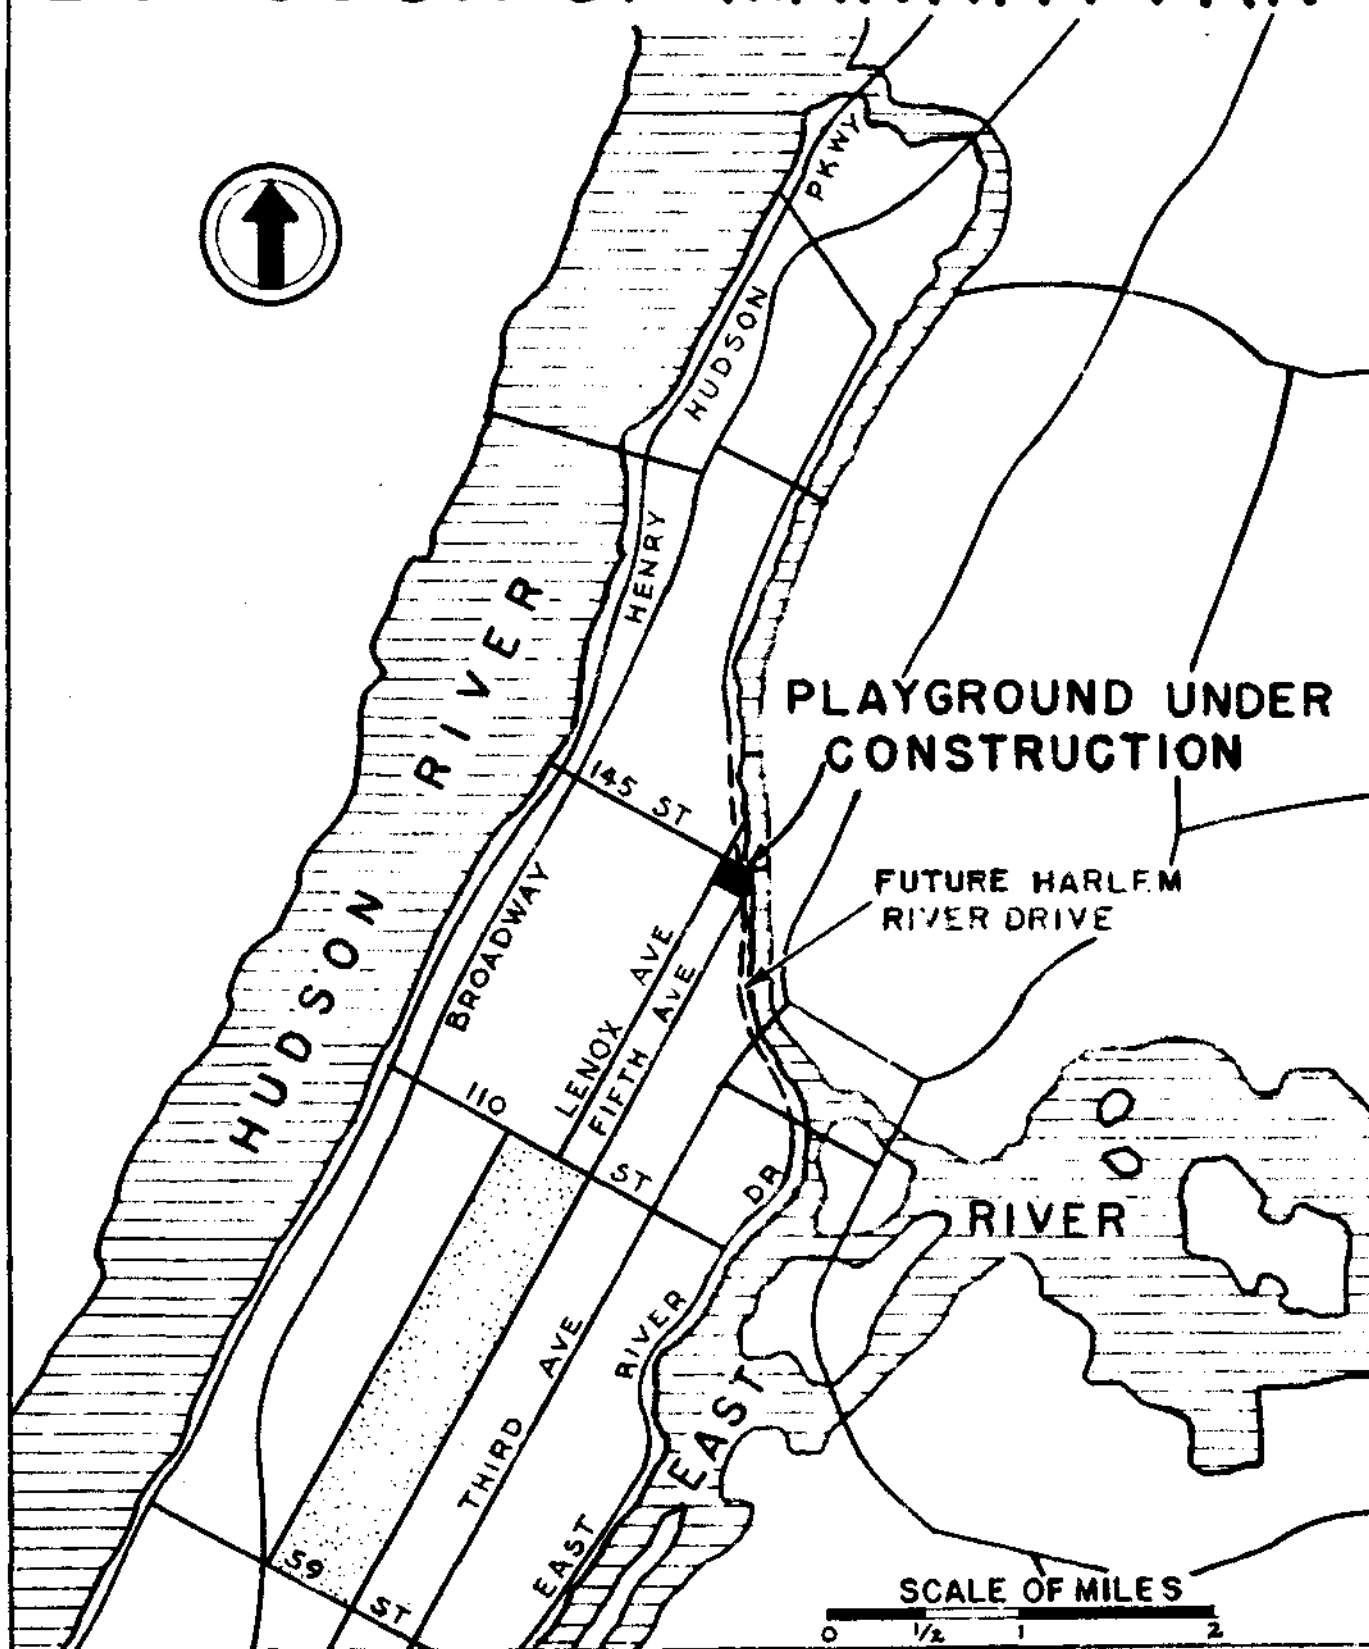 HENRY HUDSON PKWY
HUDSON RIVER
PLAYGROUND UNDER
CONSTRUCTION
145 ST
FUTURE HARLEM
RIVER DRIVE
BROADWAY
LENOX AVE
FIFTH AVE
110 ST
RIVER
EAST
EAST RIVER DR
THIRD AVE
59 ST
SCALE OF MILES
0 1/2 1 2